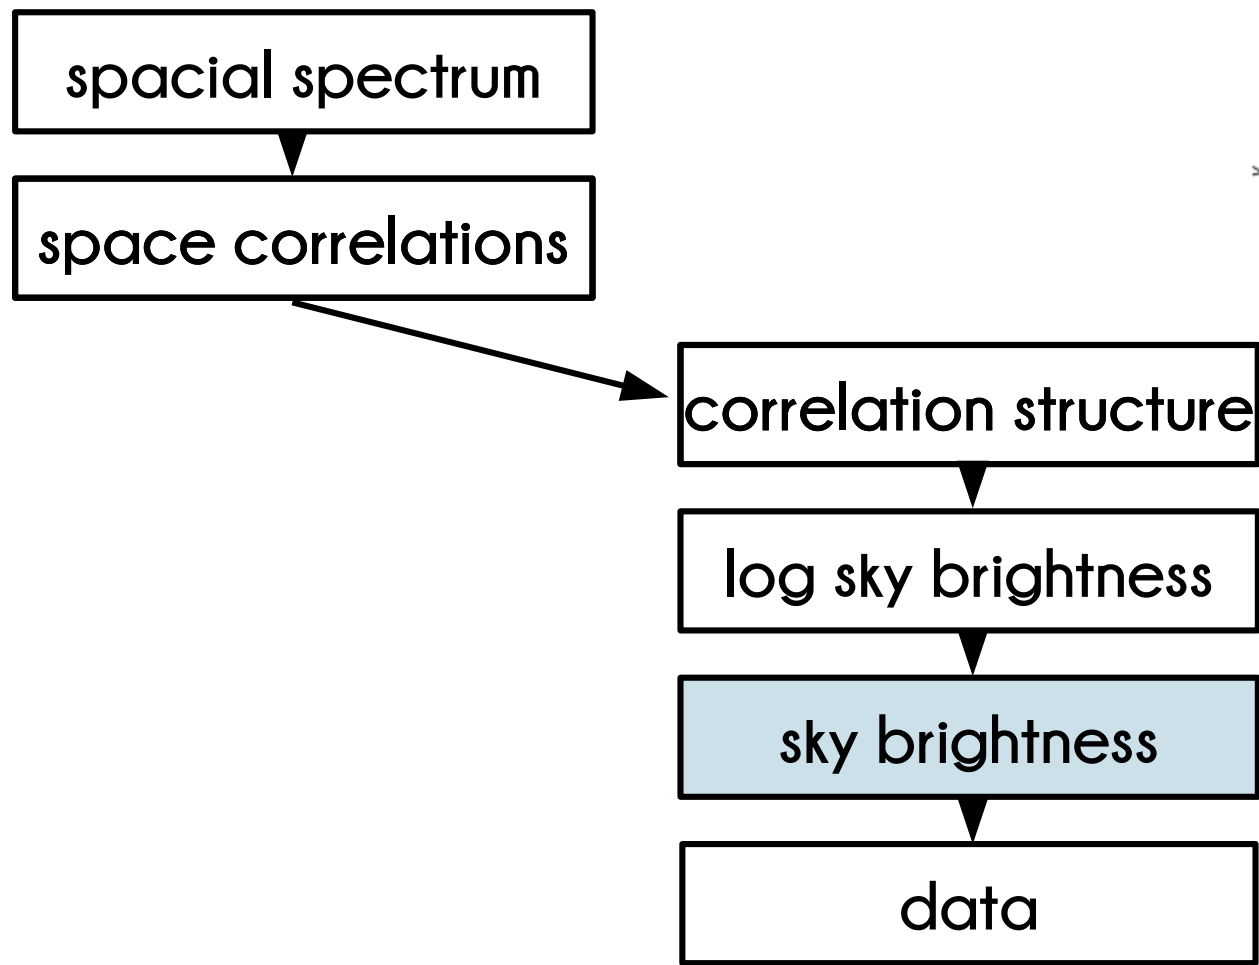 spacial spectrum
space correlations
correlation structure
log sky brightness
sky brightness
data